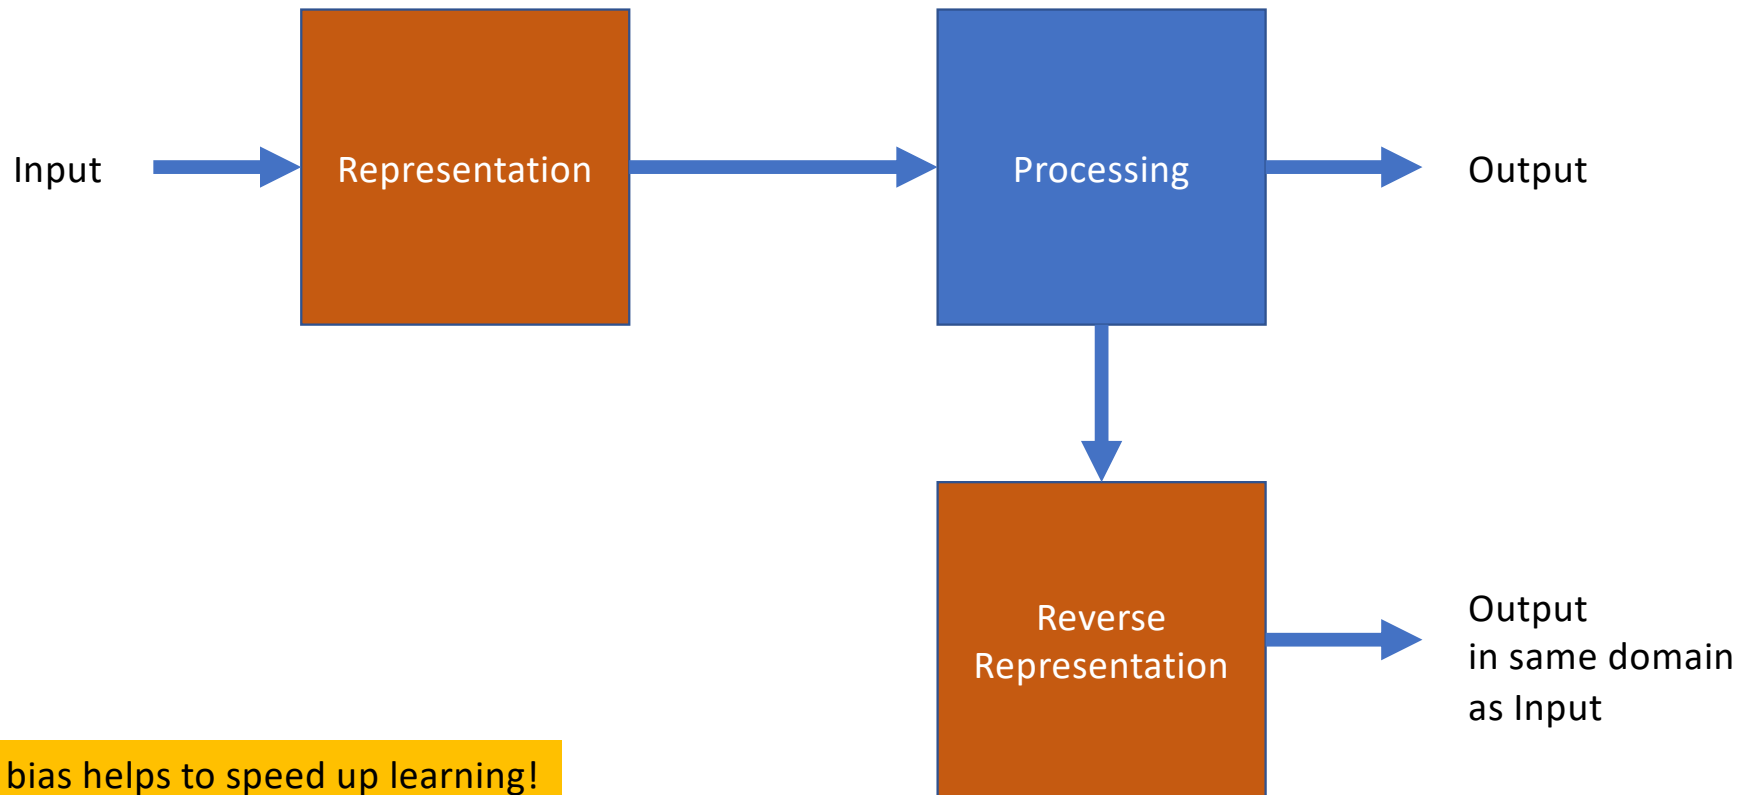 Input
Representation
Processing
Output
Reverse
Representation
Output
in same domain
as Input
bias helps to speed up learning!